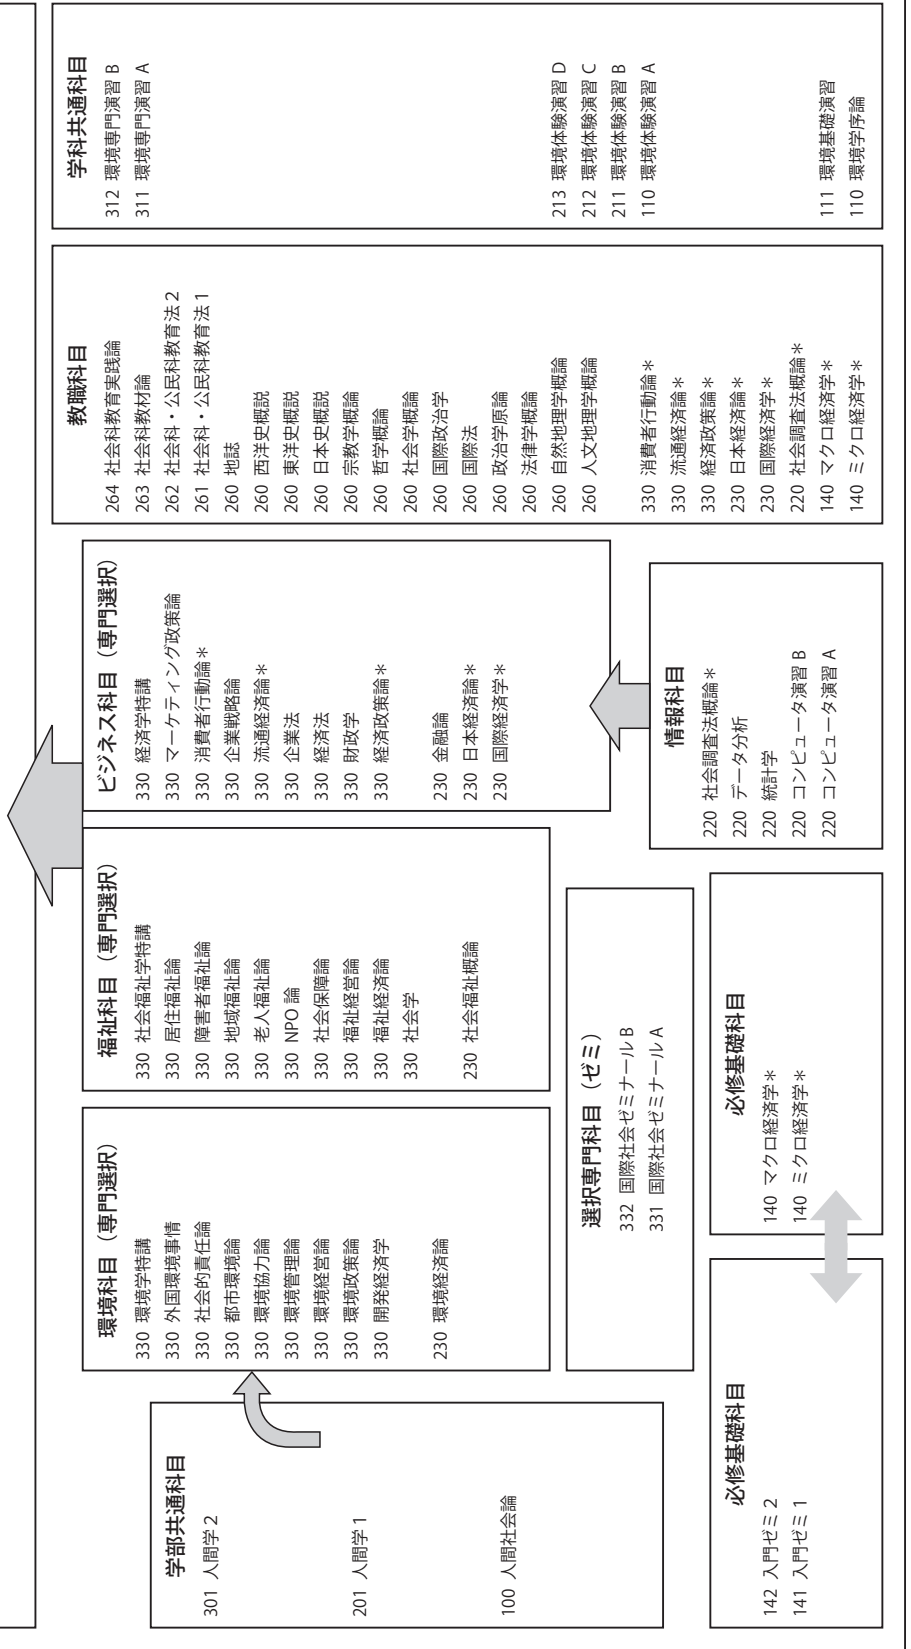 学部共通科目
301 人間学 2
201 人間学 1
100 人間社会論
必修基礎科目
142 入門ゼミ 2
141 入門ゼミ 1
環境科目（専門選択）
330 環境学特講
330 外国環境事情
330 社会的責任論
330 都市環境論
330 環境協力論
330 環境管理論
330 環境経営論
330 環境政策論
330 開発経済学
230 環境経済論
福祉科目（専門選択）
330 社会福祉学特講
330 居住福祉論
330 障害者福祉論
330 地域福祉論
330 老人福祉論
330 NPO 論
330 社会保障論
330 福祉経営論
330 福祉経済論
330 社会学
230 社会福祉概論
ビジネス科目（専門選択）
330 経済学特講
330 マーケティング政策論
330 消費者行動論＊
330 企業戦略論
330 流通経済論＊
330 企業法
330 経済法
330 財政学
330 経済政策論＊
230 金融論
230 日本経済論＊
230 国際経済学＊
選択専門科目（ゼミ）
332 国際社会ゼミナール B
331 国際社会ゼミナール A
必修基礎科目
140 マクロ経済学＊
140 ミクロ経済学＊
情報科目
220 社会調査法概論＊
220 データ分析
220 統計学
220 コンピュータ演習 B
220 コンピュータ演習 A
教職科目
264 社会科教育実践論
263 社会科教材論
262 社会科・公民科教育法 2
261 社会科・公民科教育法 1
260 地誌
260 西洋史概説
260 東洋史概説
260 日本史概説
260 宗教学概論
260 哲学概論
260 社会学概論
260 国際政治学
260 国際法
260 政治学原論
260 法律学概論
260 自然地理学概論
260 人文地理学概論
330 消費者行動論＊
330 流通経済論＊
330 経済政策論＊
230 日本経済論＊
230 国際経済学＊
220 社会調査法概論＊
140 マクロ経済学＊
140 ミクロ経済学＊
学科共通科目
312 環境専門演習 B
311 環境専門演習 A
213 環境体験演習 D
212 環境体験演習 C
211 環境体験演習 B
110 環境体験演習 A
111 環境基礎演習
110 環境学序論